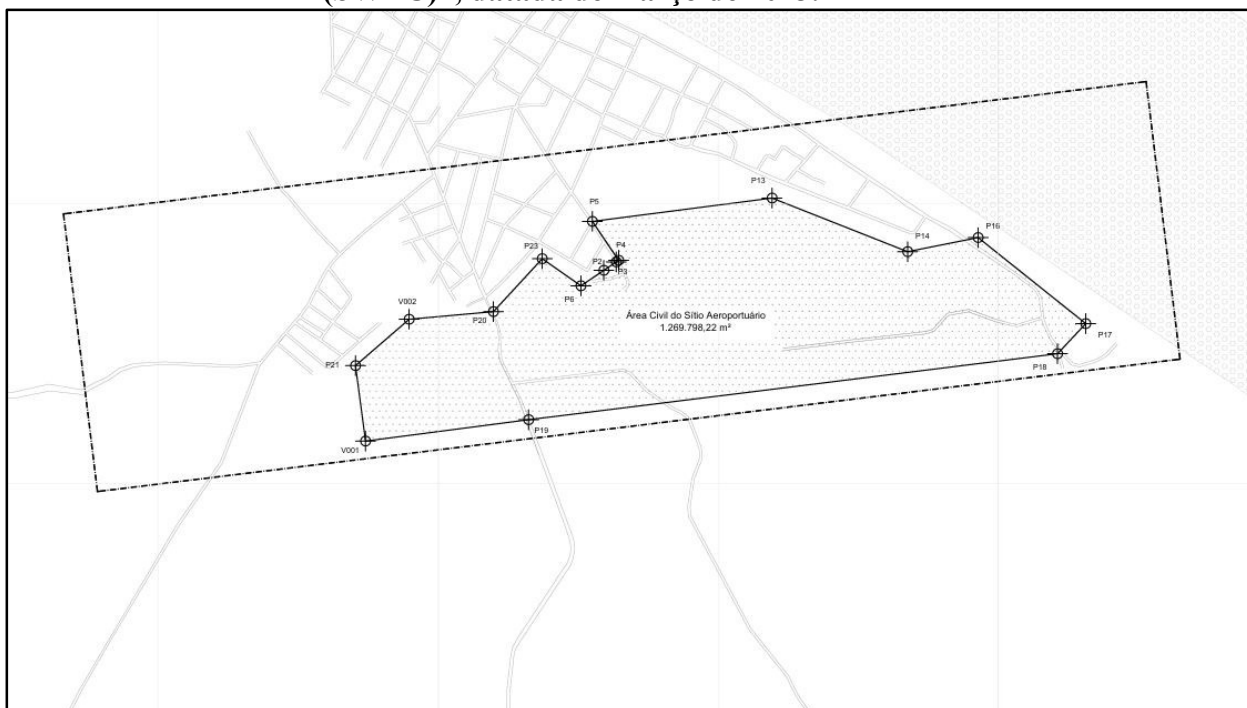 P13
P5
P16
P14
P23
P4
P2
P3
P6
V002
P20
Área Civil do Sítio Aeroportuário
1.269.798,22 m²
P17
P18
P21
P19
V001